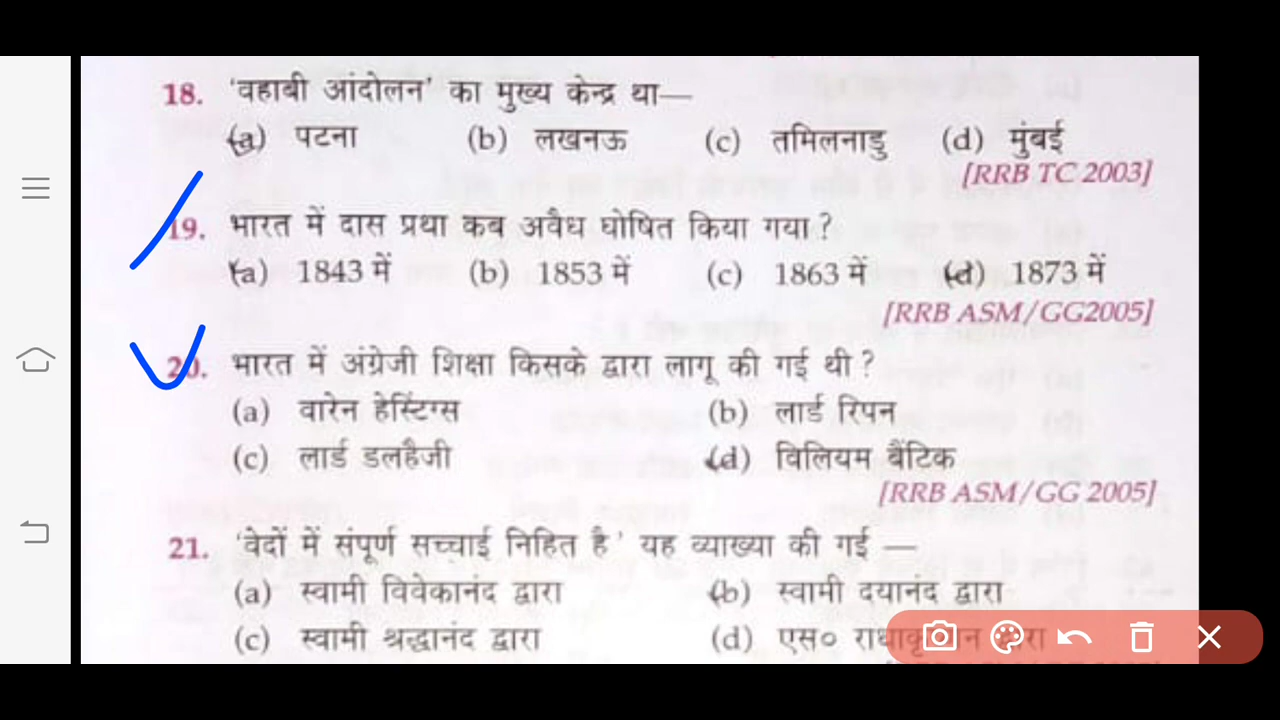 18. 'वहाबी आंदोलन' का मुख्य केन्द्र था—
(a) पटना (b) लखनऊ (c) तमिलनाडु (d) मुंबई
[RRB TC 2003]
19. भारत में दास प्रथा कब अवैध घोषित किया गया?
(a) 1843 में (b) 1853 में (c) 1863 में (d) 1873 में
[RRB ASM/GG2005]
20. भारत में अंग्रेजी शिक्षा किसके द्वारा लागू की गई थी?
(a) वारेन हेस्टिंग्स (b) लार्ड रिपन
(c) लार्ड डलहैजी (d) विलियम बैंटिक
[RRB ASM/GG 2005]
21. 'वेदों में संपूर्ण सच्चाई निहित है' यह व्याख्या की गई —
(a) स्वामी विवेकानंद द्वारा (b) स्वामी दयानंद द्वारा
(c) स्वामी श्रद्धानंद द्वारा (d) एस०